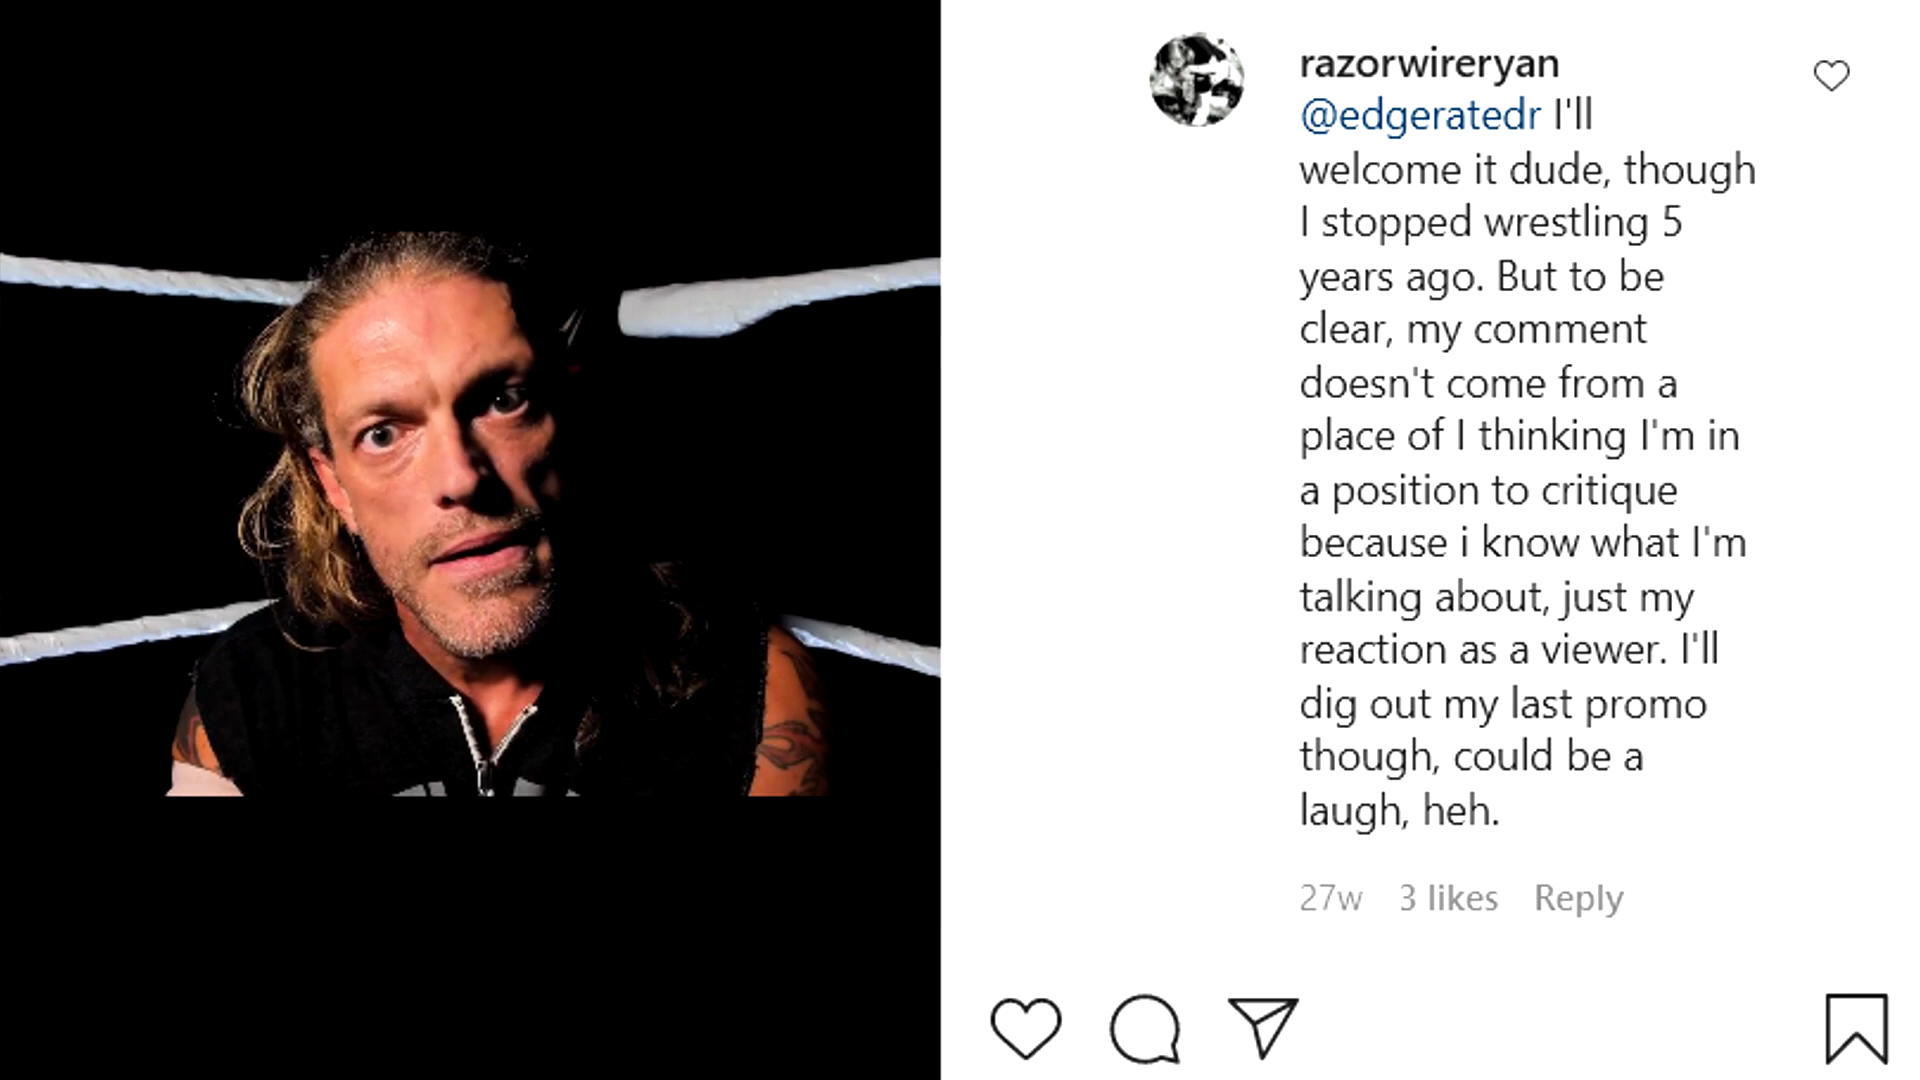 razorwireryan
@edgeratedr I'll
welcome it dude, though
I stopped wrestling 5
years ago. But to be
clear, my comment
doesn't come from a
place of I thinking I'm in
a position to critique
because i know what I'm
talking about, just my
reaction as a viewer. I'll
dig out my last promo
though, could be a
laugh, heh.
27w 3 likes Reply